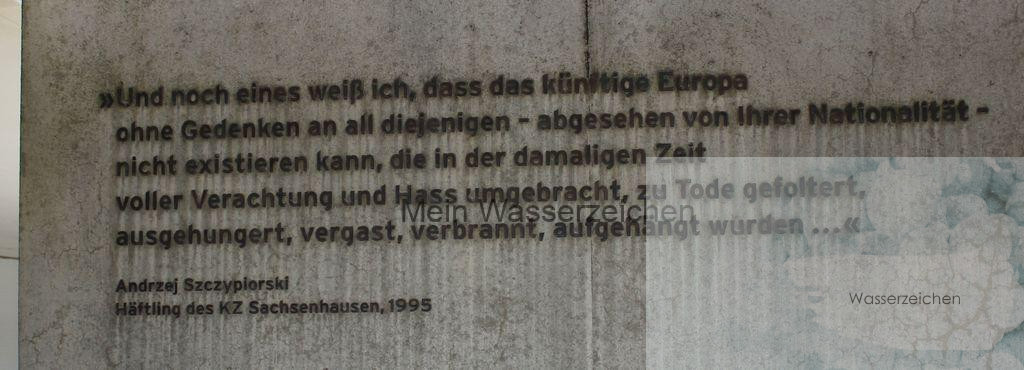 »Und noch eines weiß ich, dass das künftige Europa
ohne Gedenken an all diejenigen – abgesehen von ihrer Nationalität –
nicht existieren kann, die in der damaligen Zeit
voller Verachtung und Hass umgebracht, zu Tode gefoltert,
Mein Wasserzeichen
ausgehungert, vergast, verbrannt, aufgehängt wurden ...«
Andrzej Szczypiorski
Häftling des KZ Sachsenhausen, 1995
Wasserzeichen